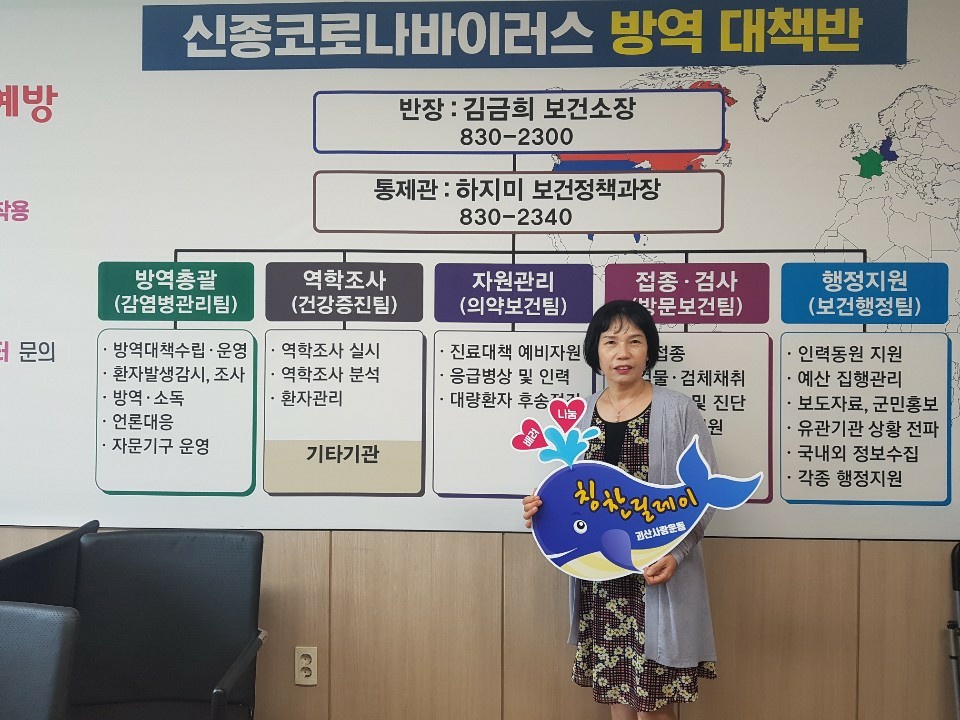 신종코로나바이러스 방역 대책반
예방
작용
문의
반장 : 김금희 보건소장
830-2300
통제관 : 하지미 보건정책과장
830-2340
방역총괄
(감염병관리팀)
· 방역대책수립·운영
· 환자발생감시, 조사
· 방역·소독
· 언론대응
· 자문기구 운영
역학조사
(건강증진팀)
· 역학조사 실시
· 역학조사 분석
· 환자관리
기타기관
자원관리
(의약보건팀)
· 진료대책 예비자원
· 응급병상 및 인력
· 대량환자 후송
접종·검사
(방문보건팀)
접종
·검체채취
및 진단
행정지원
(보건행정팀)
· 인력동원 지원
· 예산 집행관리
· 보도자료, 군민홍보
· 유관기관 상황 전파
· 국내외 정보수집
· 각종 행정지원
배려
나눔
칭찬릴레이
괴산사랑운동